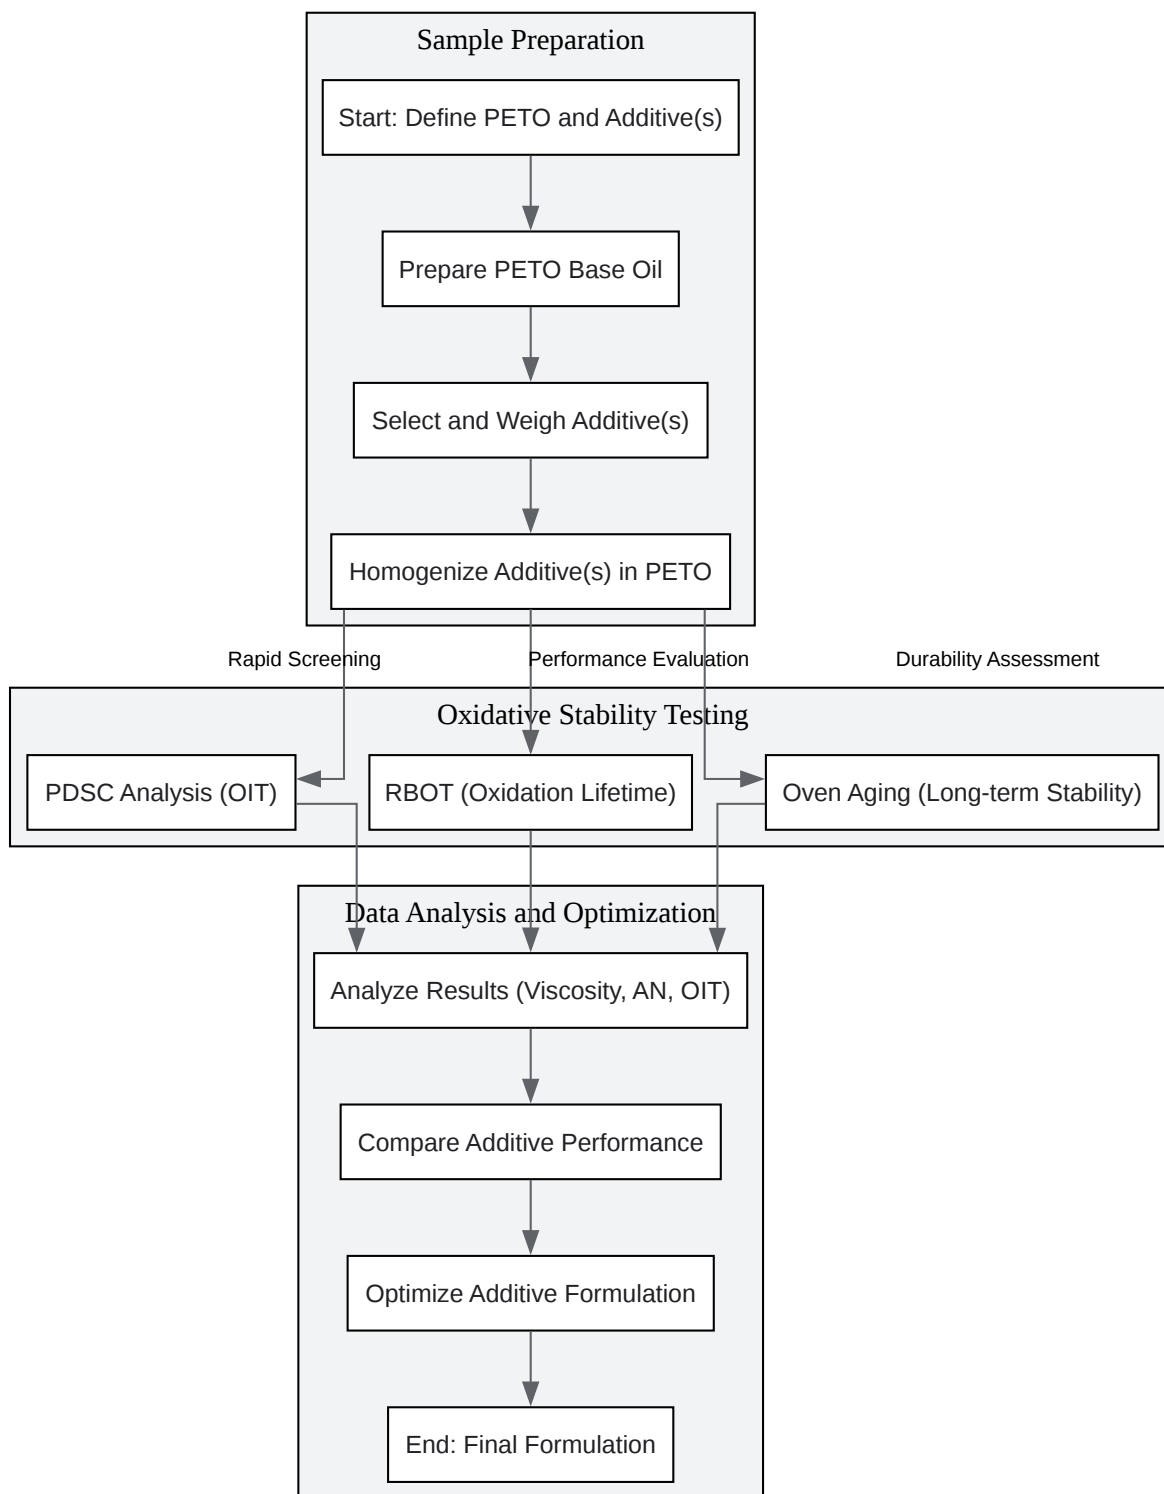 Sample Preparation
Start: Define PETO and Additive(s)
Prepare PETO Base Oil
Select and Weigh Additive(s)
Homogenize Additive(s) in PETO
Rapid Screening
Performance Evaluation
Durability Assessment
Oxidative Stability Testing
PDSC Analysis (OIT)
RBOT (Oxidation Lifetime)
Oven Aging (Long-term Stability)
Data Analysis and Optimization
Analyze Results (Viscosity, AN, OIT)
Compare Additive Performance
Optimize Additive Formulation
End: Final Formulation